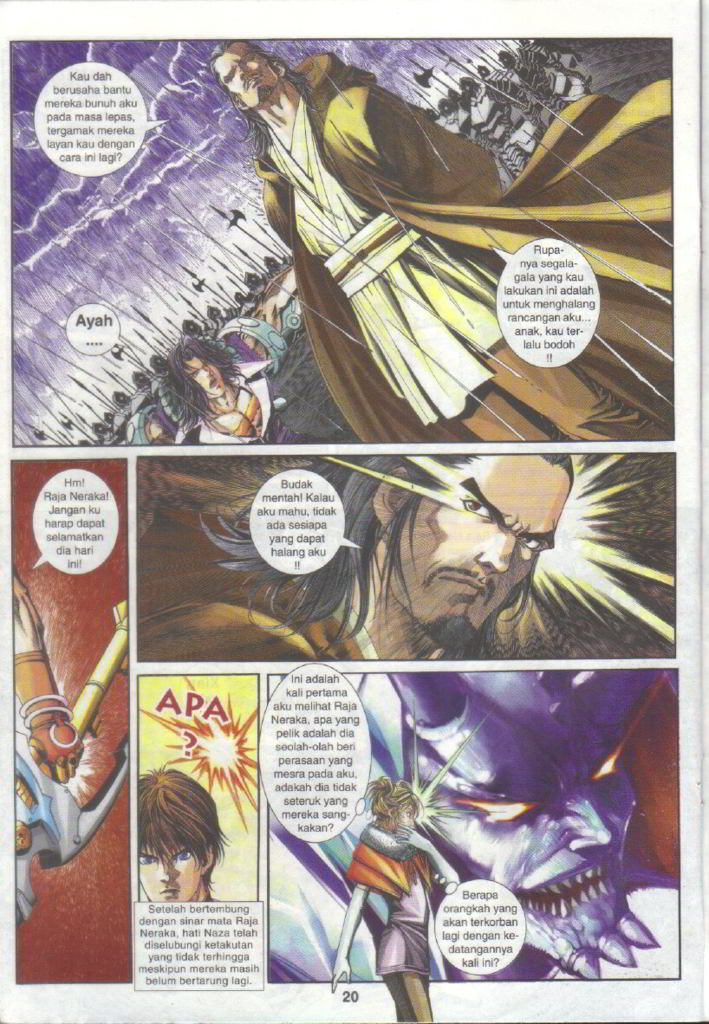 Kau dah
berusaha bantu
mereka bunuh aku
pada masa lepas,
tergamak mereka
layan kau dengan
cara ini lagi?
Rupa-
nya segala-
gala yang kau
lakukan ini adalah
untuk menghalang
rancangan aku...
anak, kau ter-
lalu bodoh
!!
Ayah
....
Hm!
Raja Neraka!
Jangan ku
harap dapat
selamatkan
dia hari
ini!
Budak
mentah! Kalau
aku mahu, tidak
ada sesiapa
yang dapat
halang aku
!!
APA
?
Setelah bertembung
dengan sinar mata Raja
Neraka, hati Naza telah
diselubungi ketakutan
yang tidak terhingga
meskipun mereka masih
belum bertarung lagi.
Ini adalah
kali pertama
aku melihat Raja
Neraka, apa yang
pelik adalah dia
seolah-olah beri
perasaan yang
mesra pada aku,
adakah dia tidak
seteruk yang
mereka sang-
kakan?
Berapa
orangkah yang
akan terkorban
lagi dengan ke-
datangannya
kali ini?
20